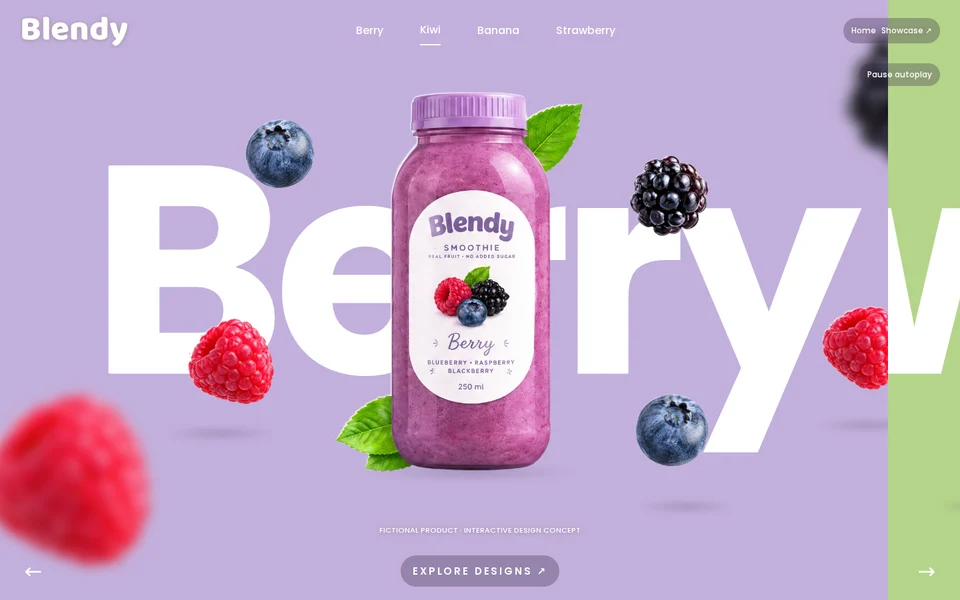 Blendy
Berry Kiwi Banana Strawberry
Home Showcase ↗
Pause autoplay
Berry
Blendy
SMOOTHIE
REAL FRUIT • NO ADDED SUGAR
Berry
BLUEBERRY • RASPBERRY
BLACKBERRY
250 ml
FICTIONAL PRODUCT · INTERACTIVE DESIGN CONCEPT
← EXPLORE DESIGNS ↗ →